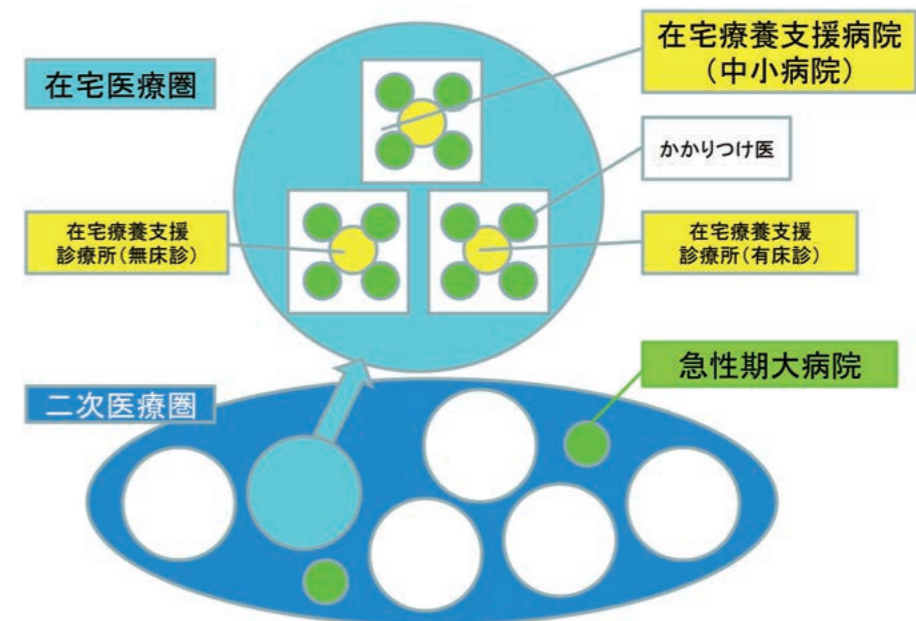 在宅医療圏
在宅療養支援病院
（中小病院）
かかりつけ医
在宅療養支援
診療所（無床診）
在宅療養支援
診療所（有床診）
急性期大病院
二次医療圏